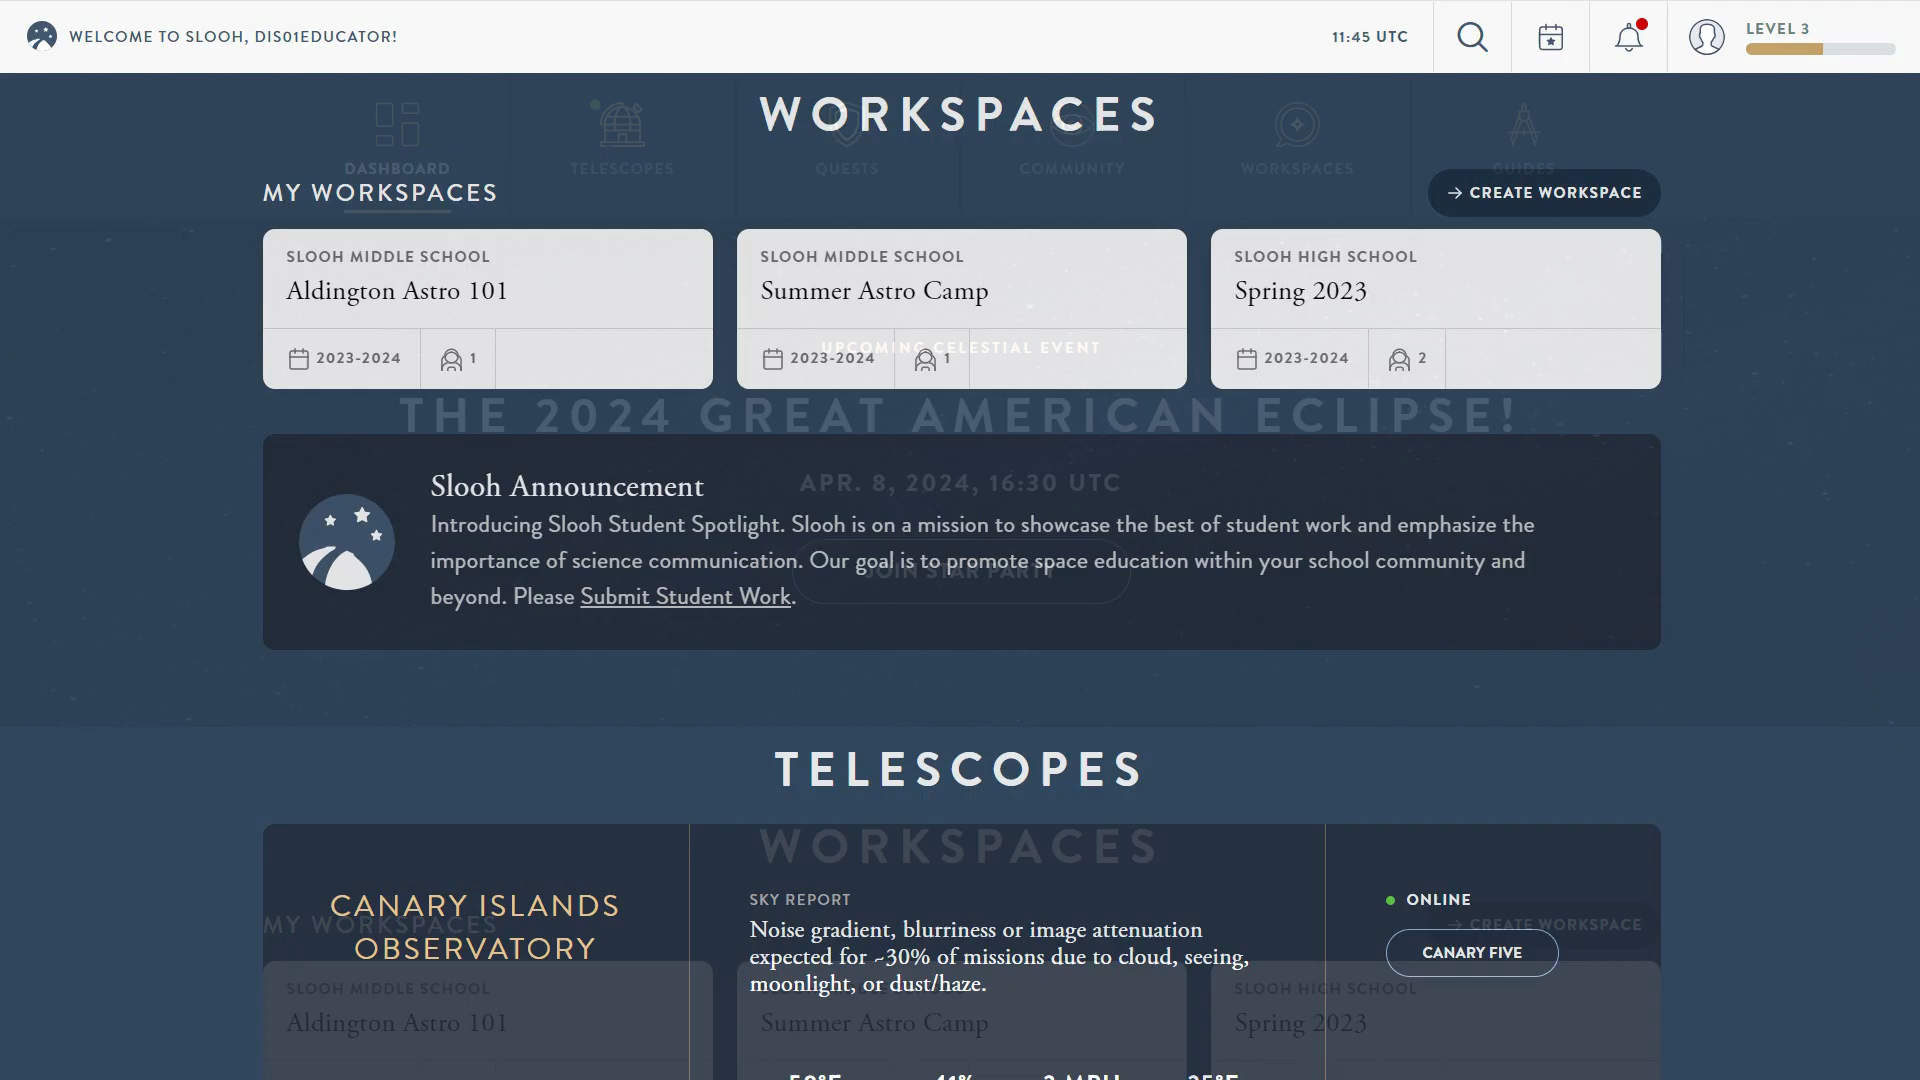 WELCOME TO SLOOH, DIS01EDUCATOR!
11:45 UTC
LEVEL 3
WORKSPACES
DASHBOARD
TELESCOPES
QUESTS
COMMUNITY
WORKSPACES
GUIDES
MY WORKSPACES
→ CREATE WORKSPACE
SLOOH MIDDLE SCHOOL
Aldington Astro 101
2023-2024
1
SLOOH MIDDLE SCHOOL
Summer Astro Camp
2023-2024
1
SLOOH HIGH SCHOOL
Spring 2023
2023-2024
2
UPCOMING CELESTIAL EVENT
THE 2024 GREAT AMERICAN ECLIPSE!
APR. 8, 2024, 16:30 UTC
JOIN STAR PARTY
Slooh Announcement
Introducing Slooh Student Spotlight. Slooh is on a mission to showcase the best of student work and emphasize the
importance of science communication. Our goal is to promote space education within your school community and
beyond. Please Submit Student Work.
TELESCOPES
WORKSPACES
CANARY ISLANDS
OBSERVATORY
SKY REPORT
Noise gradient, blurriness or image attenuation
expected for ~30% of missions due to cloud, seeing,
moonlight, or dust/haze.
ONLINE
CANARY FIVE
MY WORKSPACES
→ CREATE WORKSPACE
SLOOH MIDDLE SCHOOL
Aldington Astro 101
Summer Astro Camp
SLOOH HIGH SCHOOL
Spring 2023